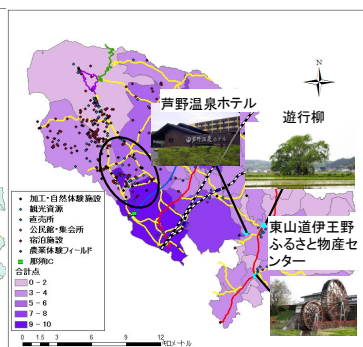 N
芦野温泉ホテル
遊行柳
東山道伊王野
ふるさと物産セ
ンター
加工・自然体験施設
観光資源
直売所
公民館・集会所
宿泊施設
農業体験フィールド
那須IC
合計点
0 - 2
3 - 4
5 - 6
7 - 8
9 - 10
0 1.5 3 6 9 12
キロメートル